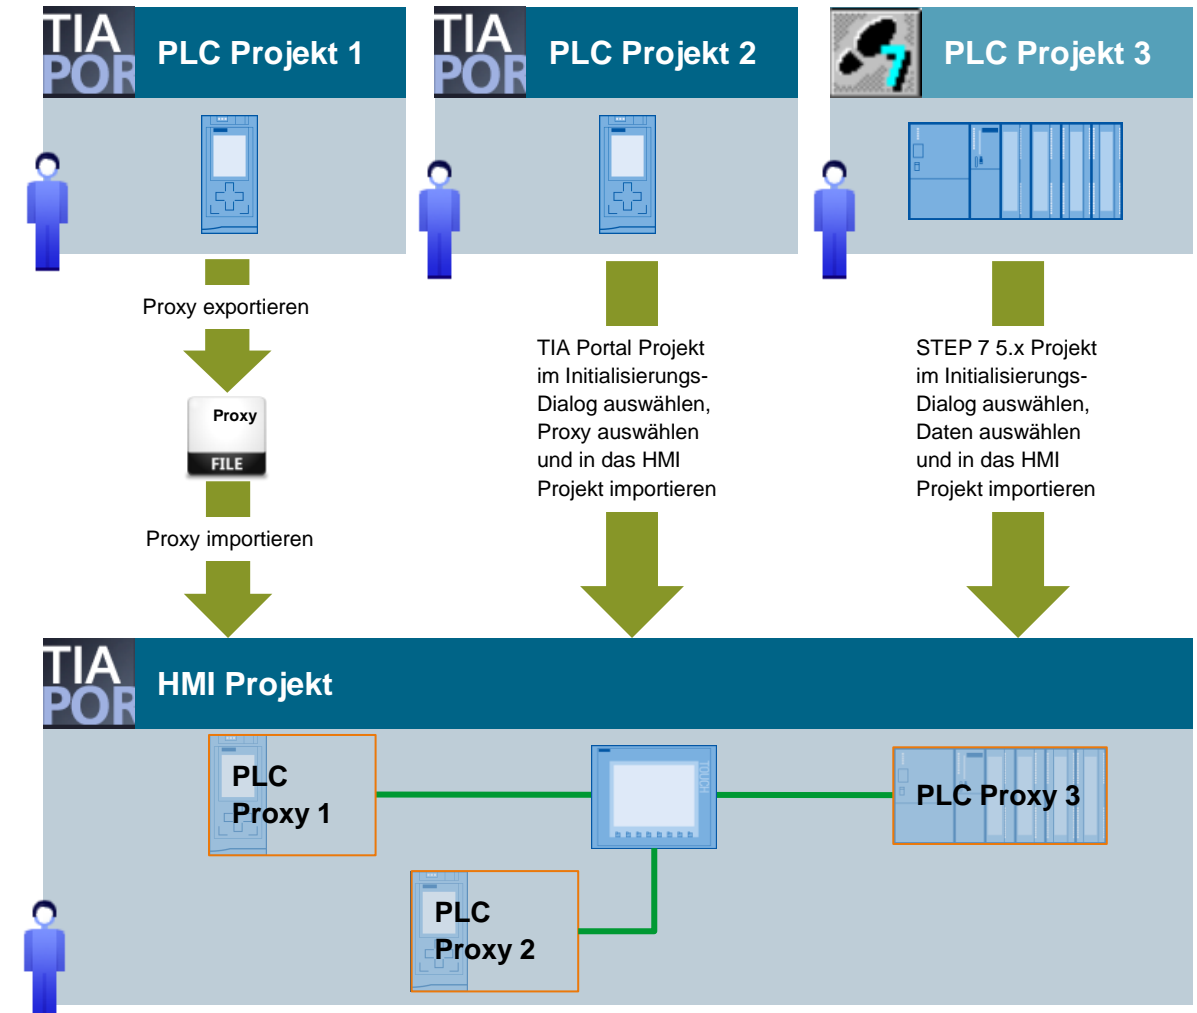 TIA
POR
PLC Projekt 1
TIA
POR
PLC Projekt 2
7
PLC Projekt 3
Proxy exportieren
Proxy
FILE
Proxy importieren
TIA Portal Projekt
im Initialisierungs-
Dialog auswählen,
Proxy auswählen
und in das HMI
Projekt importieren
STEP 7 5.x Projekt
im Initialisierungs-
Dialog auswählen,
Daten auswählen
und in das HMI
Projekt importieren
TIA
POR
HMI Projekt
PLC
Proxy 1
TOUCH
PLC Proxy 3
PLC
Proxy 2